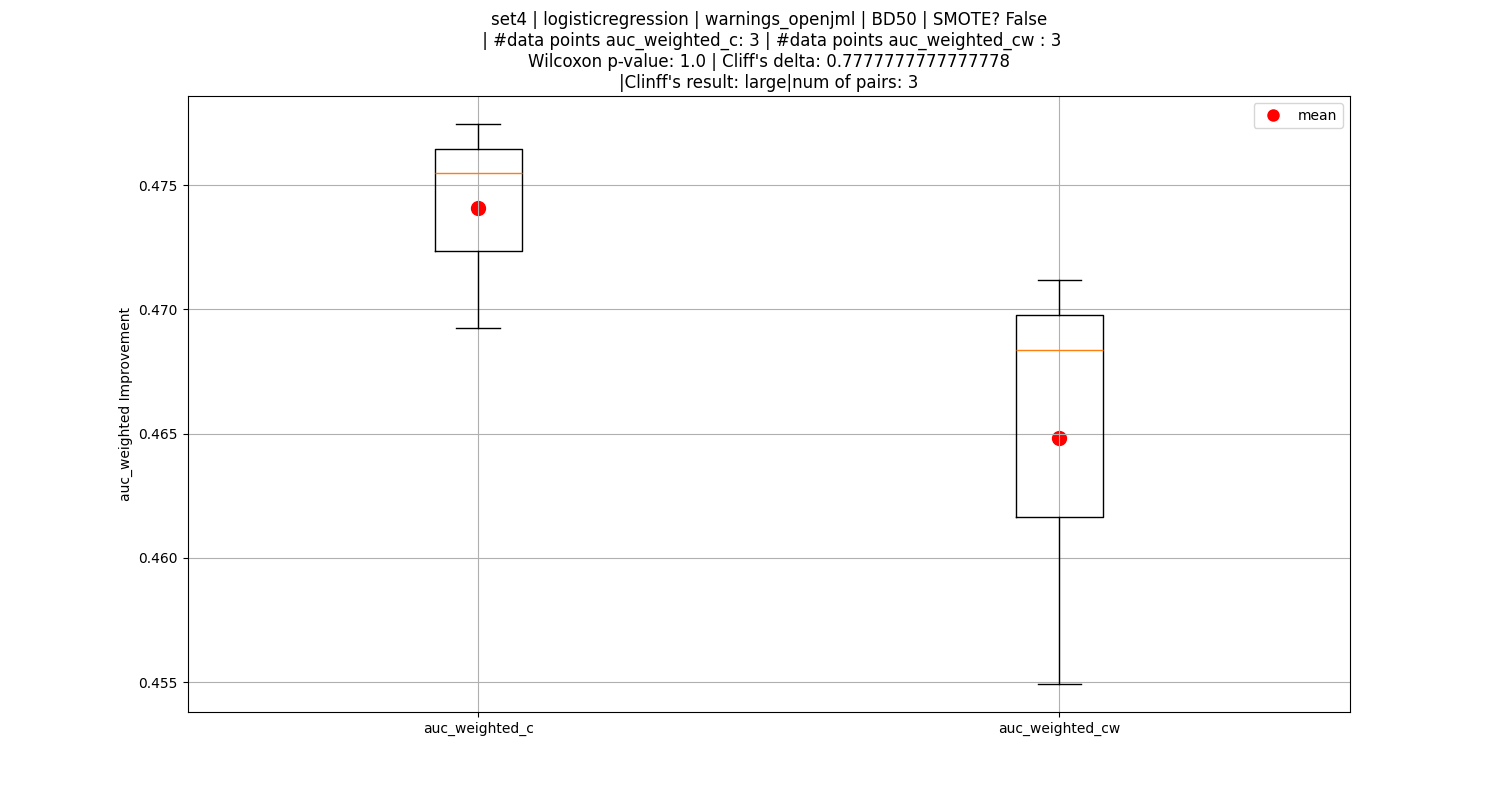 set4 | logisticregression | warnings_openjml | BD50 | SMOTE? False
| #data points auc_weighted_c: 3 | #data points auc_weighted_cw : 3
Wilcoxon p-value: 1.0 | Cliff's delta: 0.7777777777777778
|Clinff's result: large|num of pairs: 3
mean
0.475
0.470
0.465
0.460
0.455
auc_weighted Improvement
auc_weighted_c
auc_weighted_cw